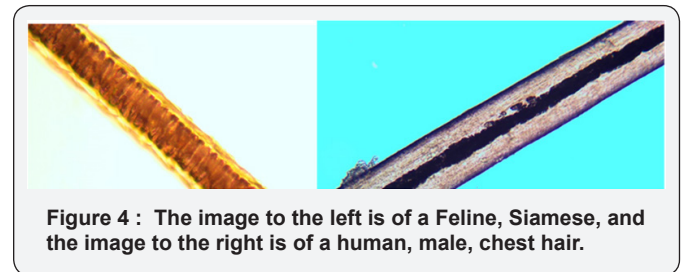 Figure 4 : The image to the left is of a Feline, Siamese, and
the image to the right is of a human, male, chest hair.